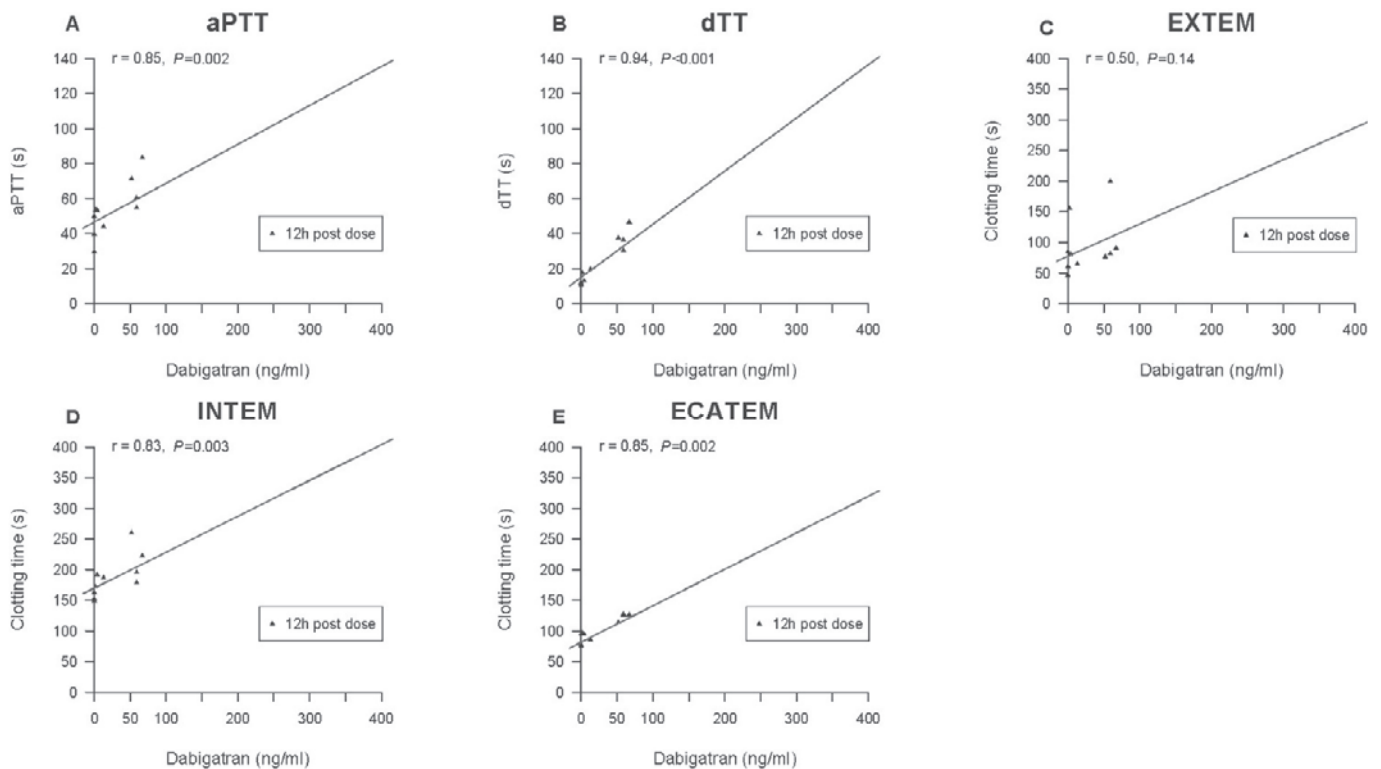 A aPTT
r = 0.85, P=0.002
140
120
100
80
60
40
20
0
aPTT (s)
12h post dose
0 50 100 200 300 400
Dabigatran (ng/ml)
B dTT
r = 0.94, P<0.001
140
120
100
80
60
40
20
0
dTT (s)
12h post dose
0 50 100 200 300 400
Dabigatran (ng/ml)
C EXTEM
r = 0.50, P=0.14
400
350
300
250
200
150
100
50
0
Clotting time (s)
12h post dose
0 50 100 200 300 400
Dabigatran (ng/ml)
D INTEM
r = 0.83, P=0.003
400
350
300
250
200
150
100
50
0
Clotting time (s)
12h post dose
0 50 100 200 300 400
Dabigatran (ng/ml)
E ECATEM
r = 0.85, P=0.002
400
350
300
250
200
150
100
50
0
Clotting time (s)
12h post dose
0 50 100 200 300 400
Dabigatran (ng/ml)